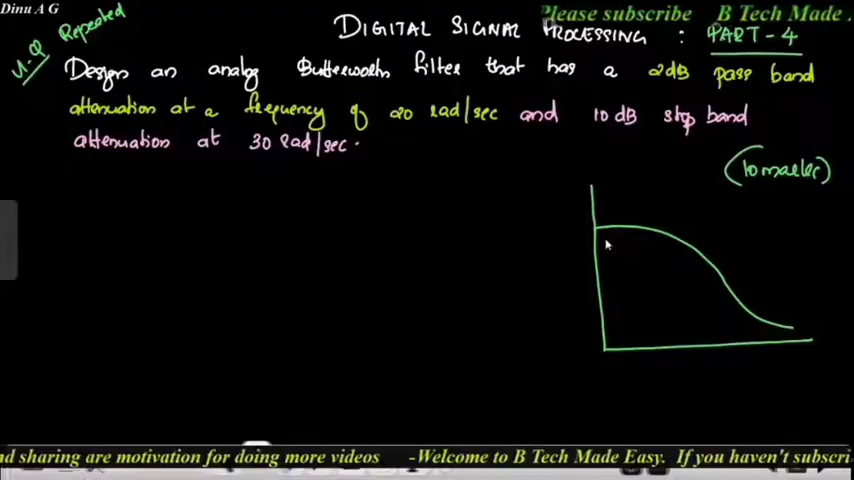 Dinu A G
Please subscribe B Tech Made
U.Q Repeated
DIGITAL SIGNAL PROCESSING : PART - 4
Design an analog Butterworth filter that has a 2dB pass band
attenuation at a frequency of 20 rad/sec and 10 dB stop band
attenuation at 30 rad/sec.
(10 marks)
nd sharing are motivation for doing more videos -Welcome to B Tech Made Easy. If you haven't subscri